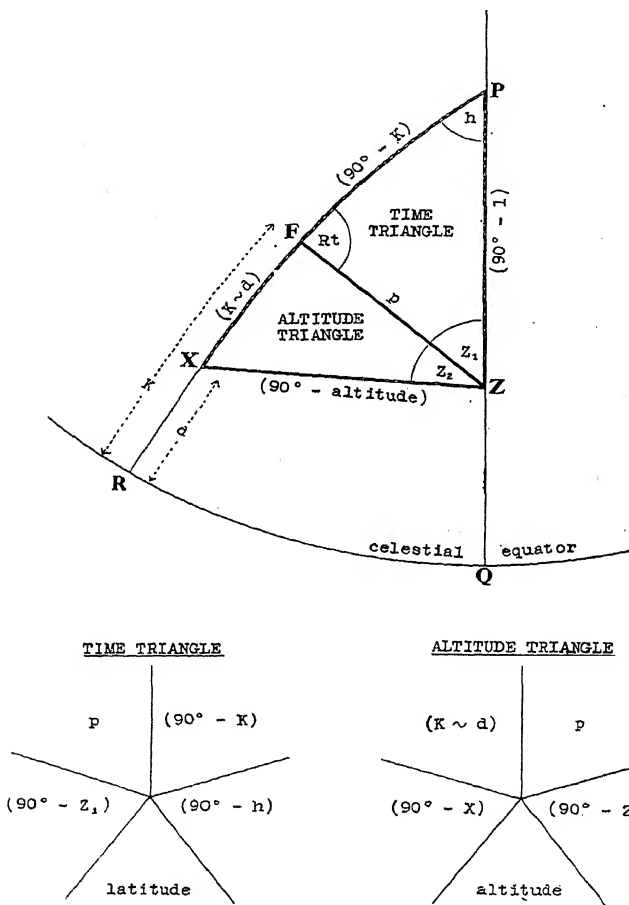 P
h
(90° - K)
TIME
TRIANGLE
(90° - l)
F
Rt
p
(K ~ d)
ALTITUDE
TRIANGLE
Z₁
X
Z₂
Z
(90° - altitude)
K
d
R
celestial equator
Q
TIME TRIANGLE ALTITUDE TRIANGLE
p (90° - K) (K ~ d) p
(90° - Z₁) (90° - h) (90° - X) (90° - Z
latitude altitude